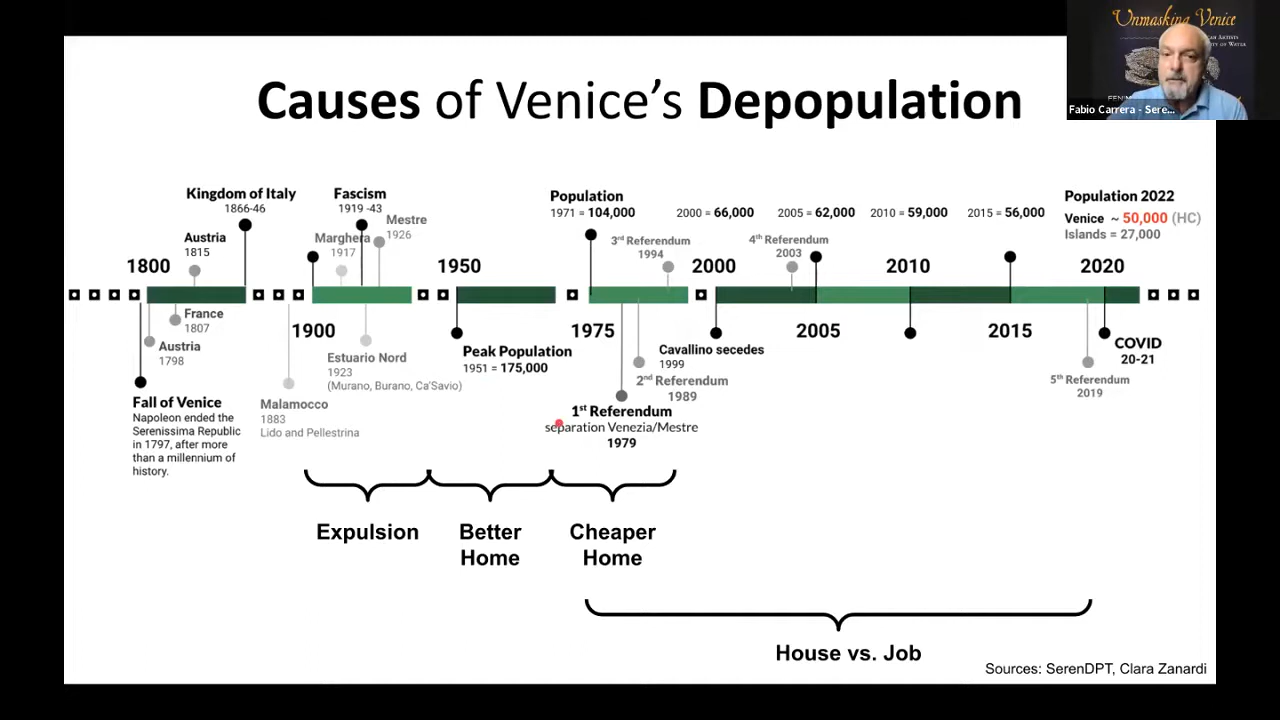 Unmasking Venice
Fabio Carrera - Sere...
Causes of Venice's Depopulation
Kingdom of Italy
1866-46
Fascism
1919 -43
Mestre
1926
Marghera
1917
Austria
1815
Population
1971 = 104,000
2000 = 66,000
2005 = 62,000
2010 = 59,000
2015 = 56,000
Population 2022
Venice ~ 50,000 (HC)
Islands = 27,000
3rd Referendum
1994
4th Referendum
2003
1800
1950
2000
2010
2020
France
1807
Austria
1798
1900
1975
2005
2015
Fall of Venice
Napoleon ended the
Serenissima Republic
in 1797, after more
than a millennium of
history.
Malamocco
1883
Lido and Pellestrina
Estuario Nord
1923
(Murano, Burano, Ca'Savio)
Peak Population
1951 = 175,000
Cavallino secedes
1999
2nd Referendum
1989
1st Referendum
separation Venezia/Mestre
1979
COVID
20-21
5th Referendum
2019
Expulsion
Better
Home
Cheaper
Home
House vs. Job
Sources: SerenDPT, Clara Zanardi